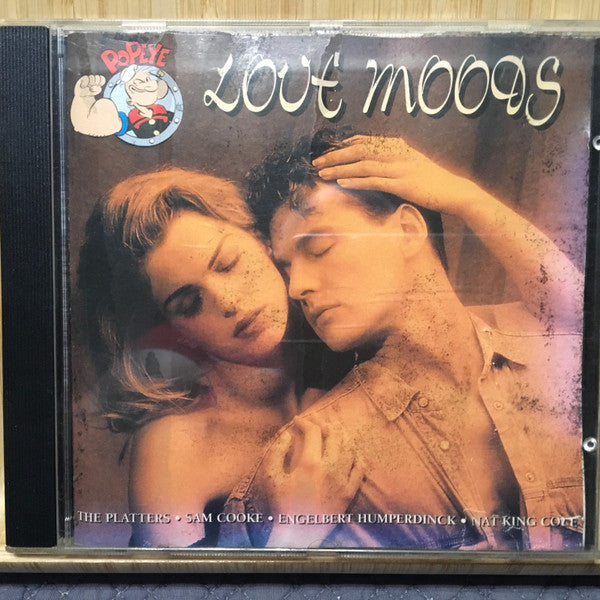 POPEYE
LOVE MOODS
THE PLATTERS • SAM COOKE • ENGELBERT HUMPERDINCK • NAT KING COLE